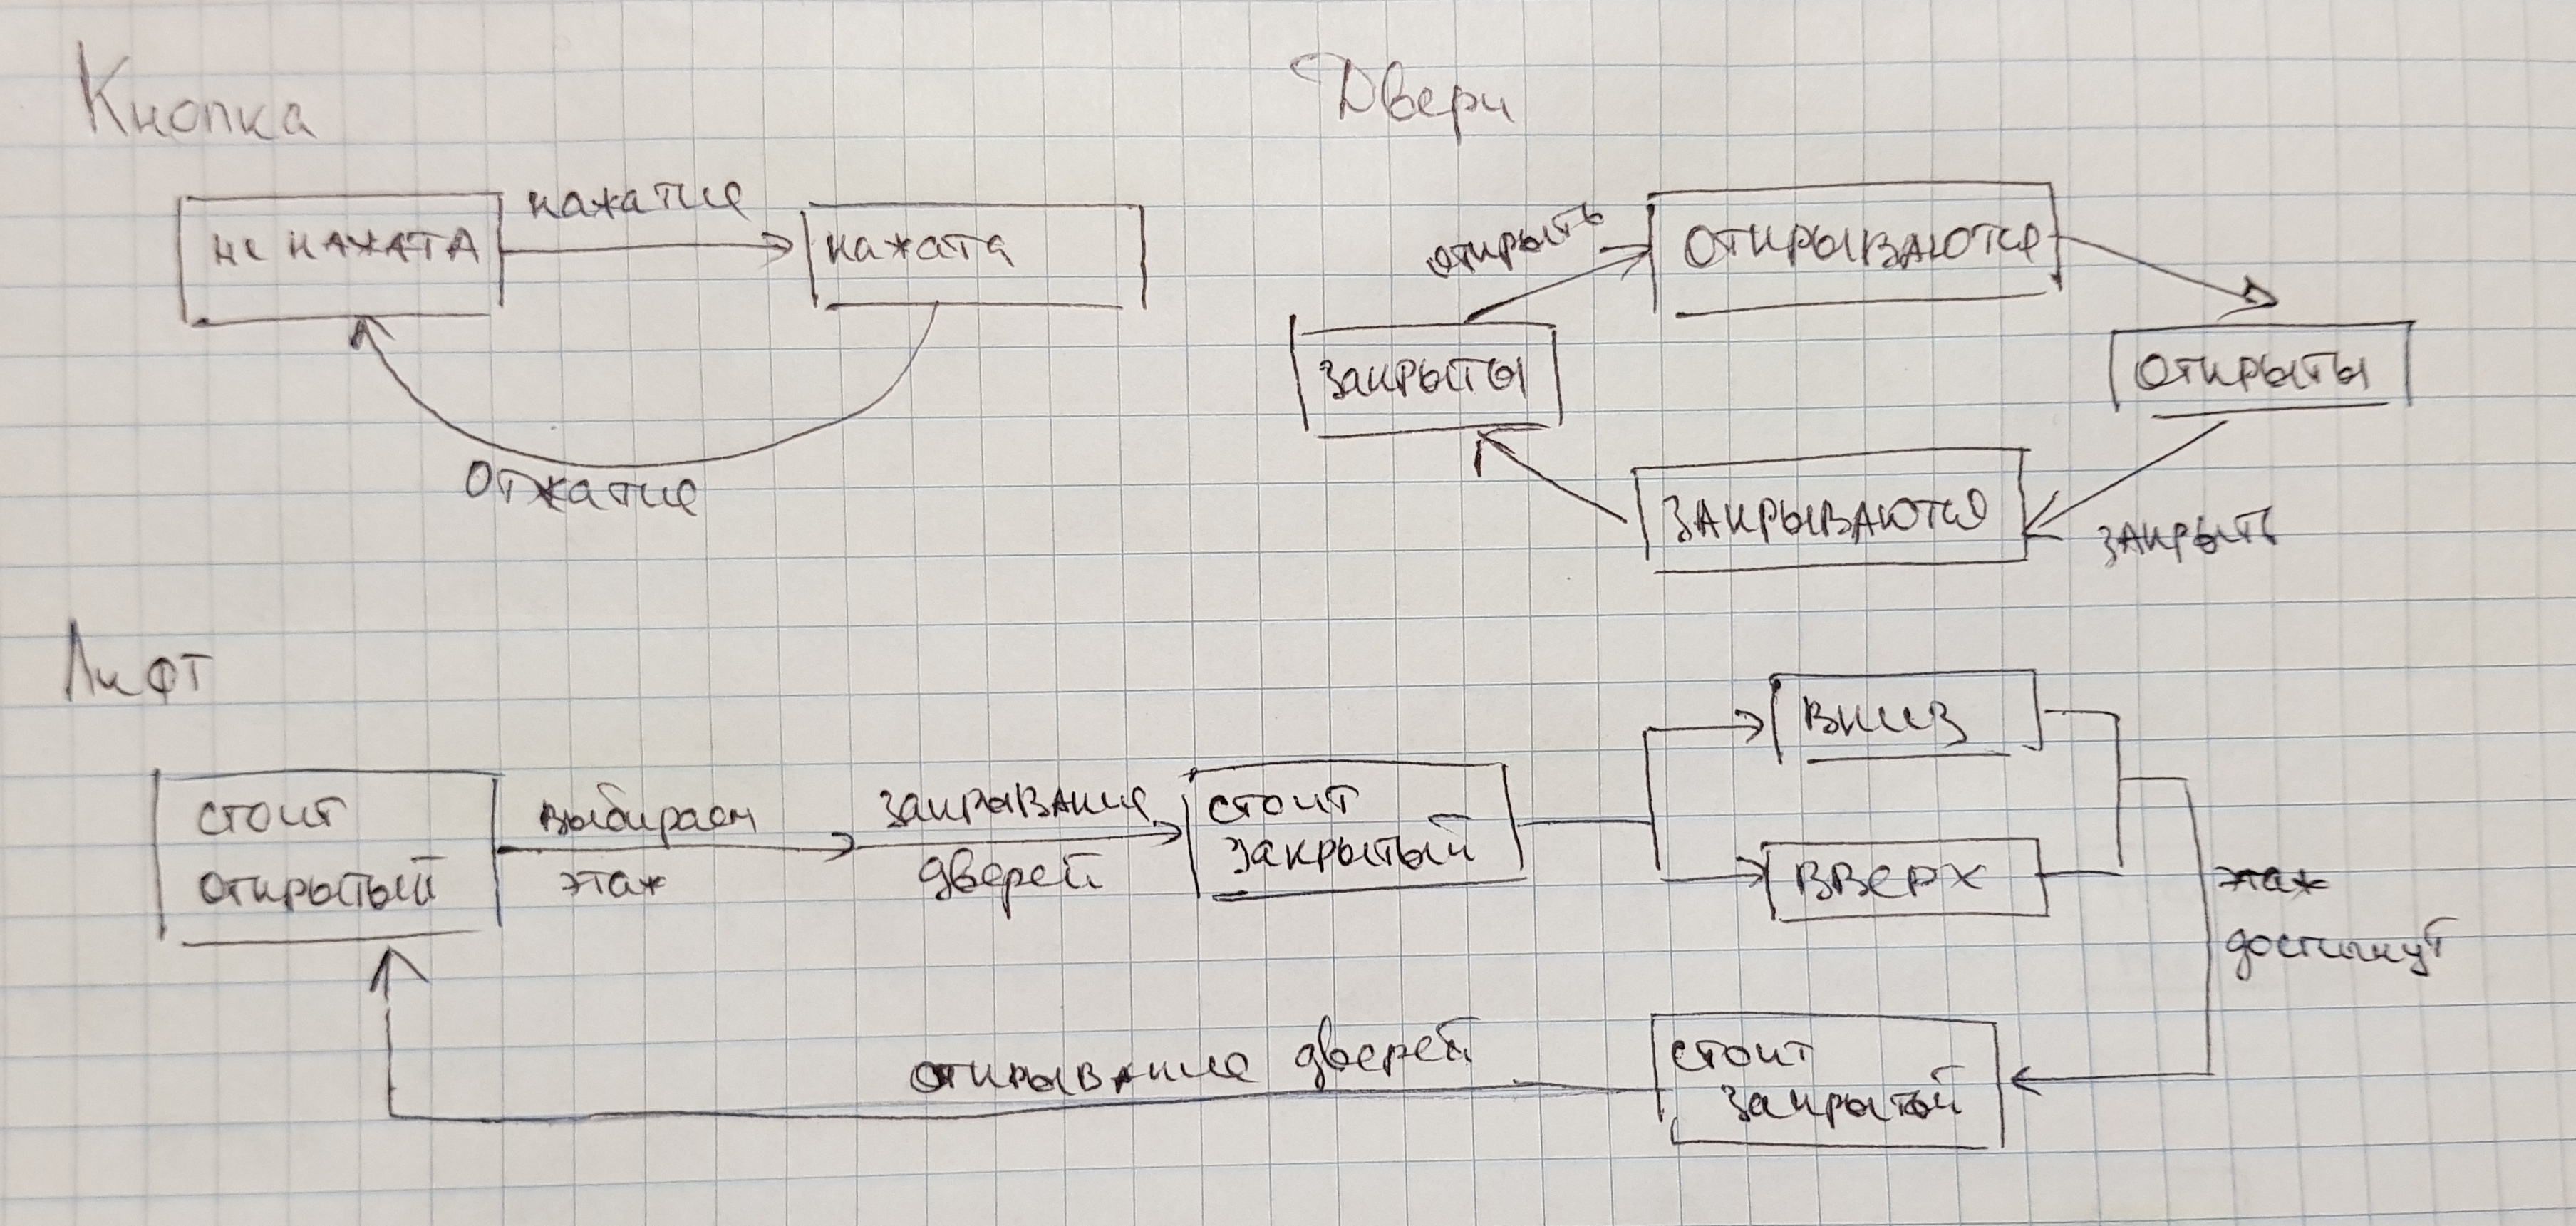 Кнопка
Двери
не нажата
нажатие
нажата
отжатие
открыть
открываются
закрыты
открыты
закрываются
закрыть
Лифт
стоит
открытый
выбираем
этаж
закрывание
дверей
стоит
закрытый
вниз
вверх
этаж
достигнут
открывание дверей
стоит
закрытый